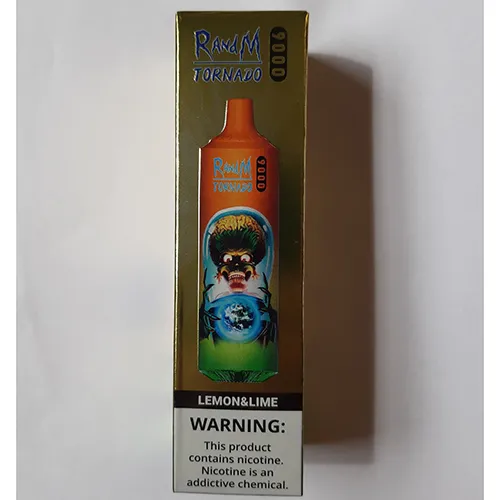 RandM
TORNADO
9000
RandM
TORNADO
9000
LEMON&LIME
WARNING:
This product
contains nicotine.
Nicotine is an
addictive chemical.